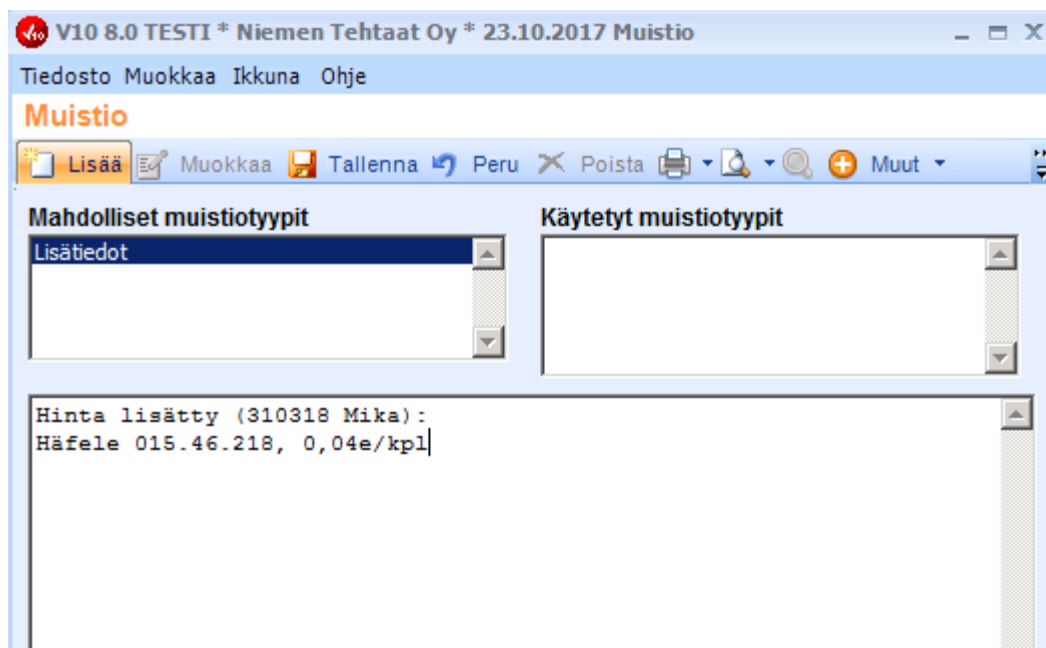 V10 8.0 TESTI * Niemen Tehtaat Oy * 23.10.2017 Muistio
Tiedosto Muokkaa Ikkuna Ohje
Muistio
Lisää Muokkaa Tallenna Peru Poista Muut
Mahdolliset muistiotyypit Käytetyt muistiotyypit
Lisätiedot
Hinta lisätty (310318 Mika):
Häfele 015.46.218, 0,04e/kpl